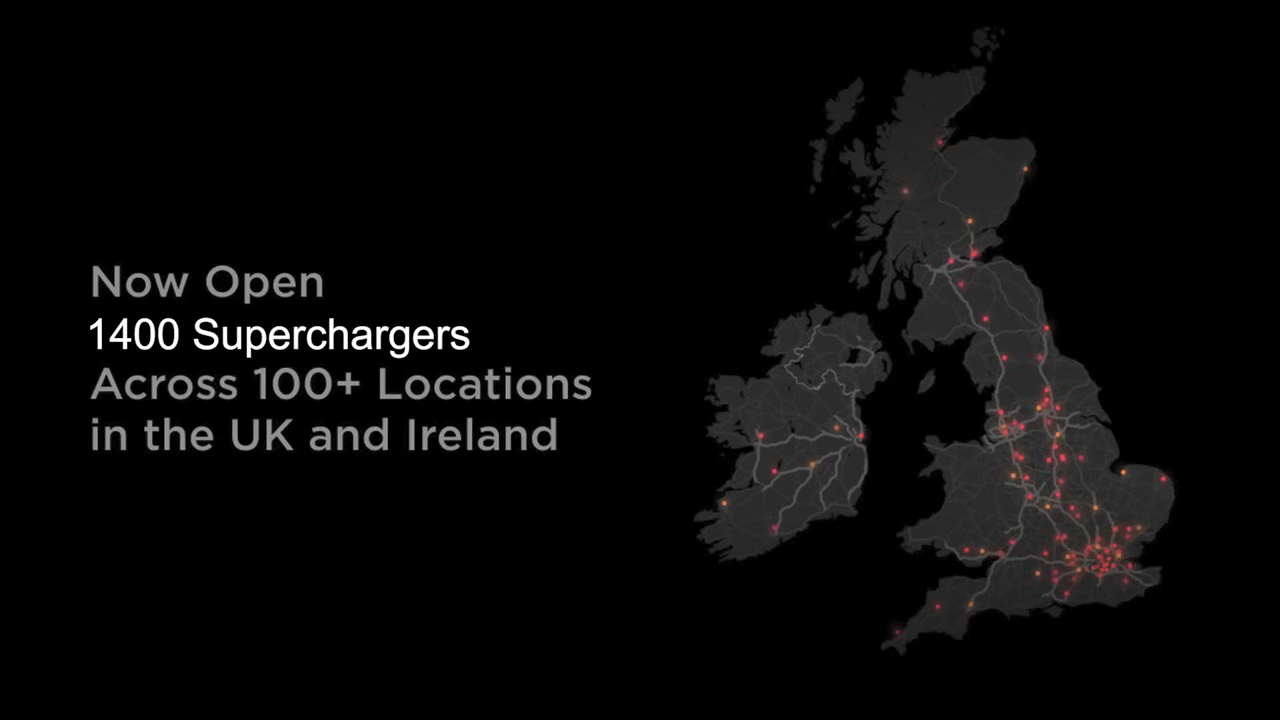 Now Open
1400 Superchargers
Across 100+ Locations
in the UK and Ireland